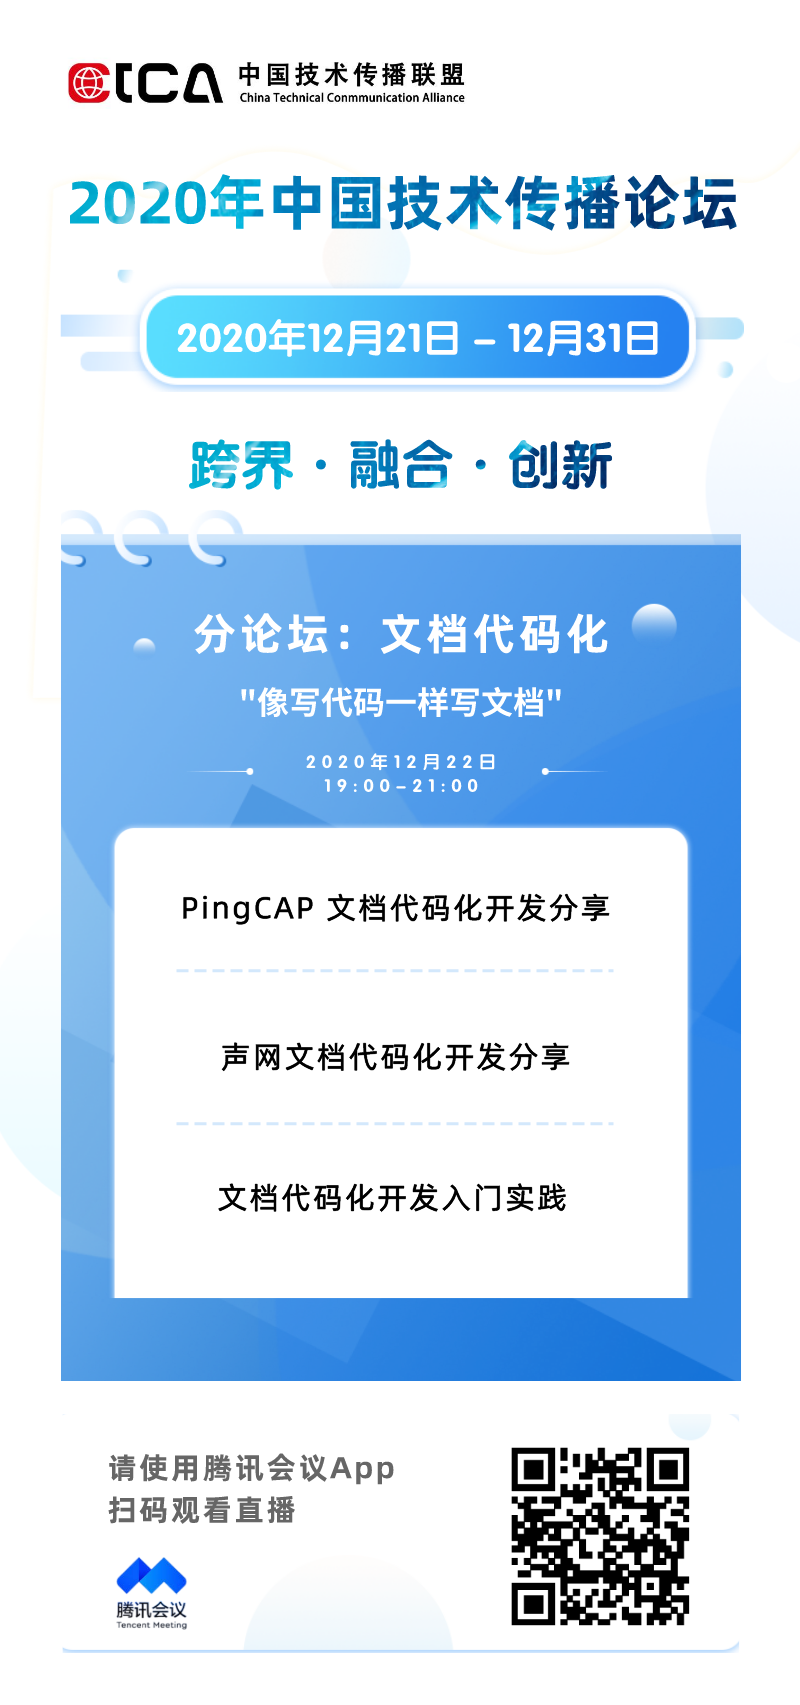 CTCA
中国技术传播联盟
China Technical Conmmunication Alliance
2020年中国技术传播论坛
2020年12月21日 – 12月31日
跨界 · 融合 · 创新
分论坛：文档代码化
"像写代码一样写文档"
2020年12月22日
19:00–21:00
PingCAP 文档代码化开发分享
声网文档代码化开发分享
文档代码化开发入门实践
请使用腾讯会议App
扫码观看直播
腾讯会议
Tencent Meeting